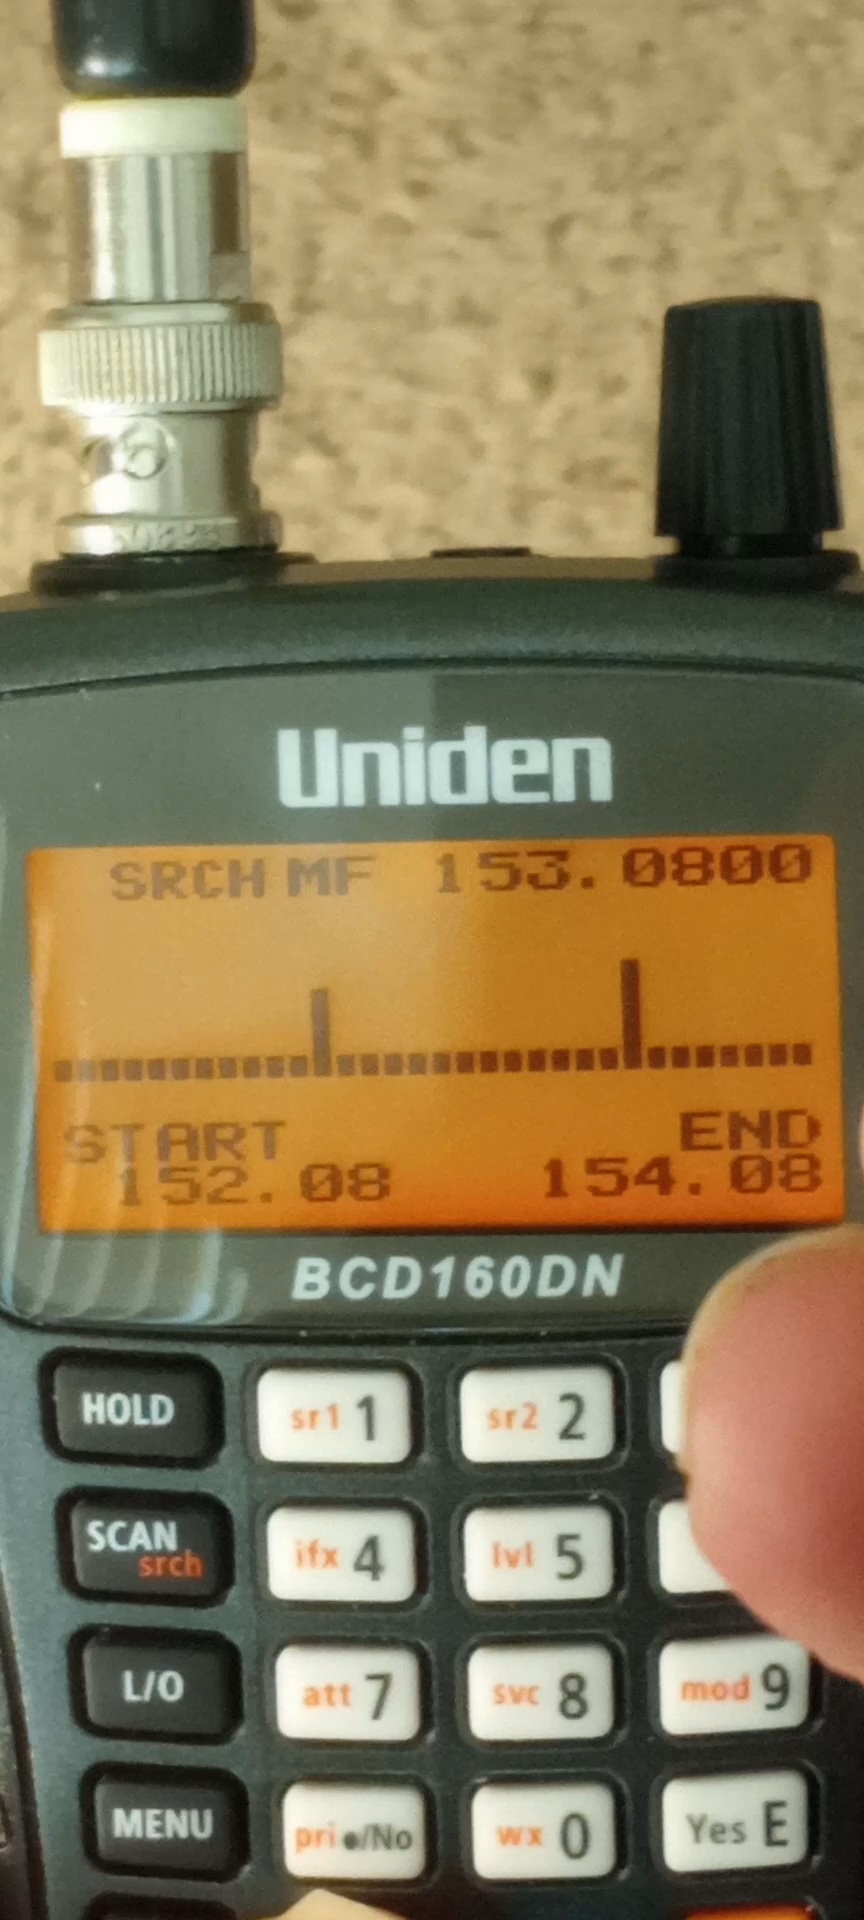 Uniden
SRCH MF 153.0800
START END
152.08 154.08
BCD160DN
HOLD sr1 1 sr2 2
SCAN srch ifx 4 lvl 5
L/O att 7 svc 8 mod 9
MENU pri •/No wx 0 Yes E